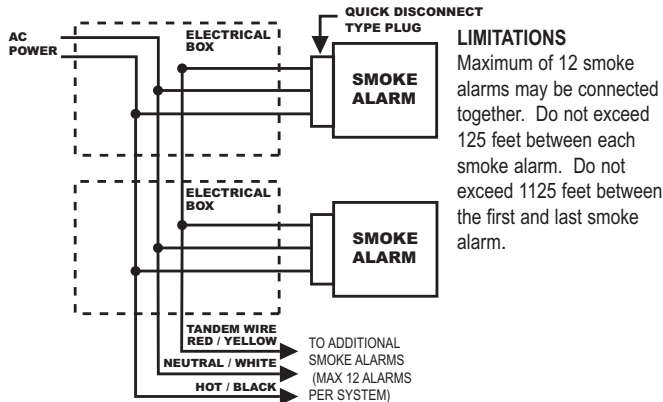 QUICK DISCONNECT
TYPE PLUG
AC
POWER
ELECTRICAL
BOX
SMOKE
ALARM
ELECTRICAL
BOX
SMOKE
ALARM
TANDEM WIRE
RED / YELLOW
NEUTRAL / WHITE
HOT / BLACK
TO ADDITIONAL
SMOKE ALARMS
(MAX 12 ALARMS
PER SYSTEM)
LIMITATIONS
Maximum of 12 smoke
alarms may be connected
together. Do not exceed
125 feet between each
smoke alarm. Do not
exceed 1125 feet between
the first and last smoke
alarm.